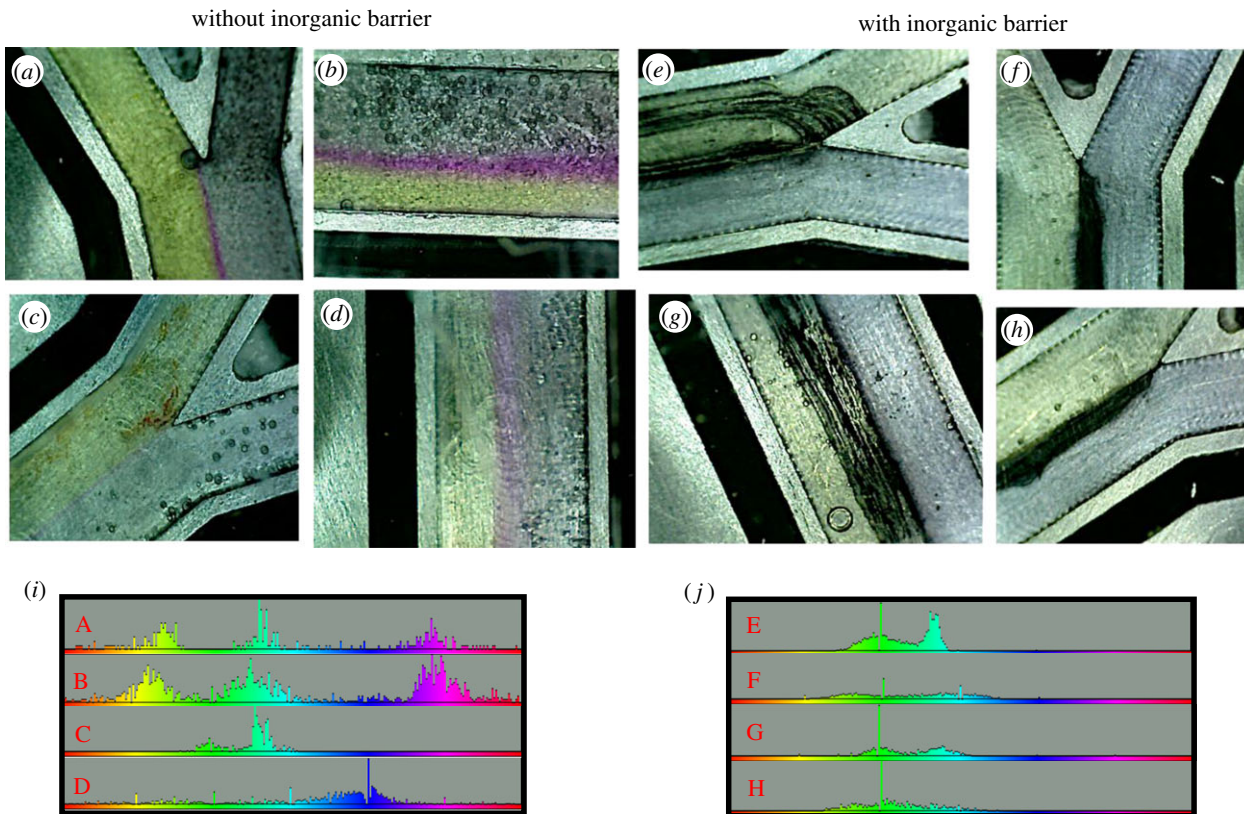 without inorganic barrier
with inorganic barrier
(a)
(b)
(e)
(f)
(c)
(d)
(g)
(h)
(i)
(j)
A
B
C
D
E
F
G
H